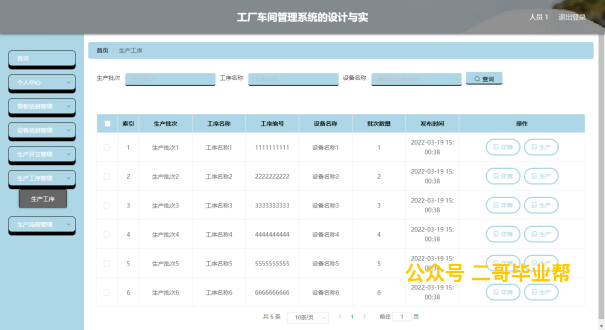 工厂车间管理系统的设计与实
人员 1 退出登录
首页
个人中心
设备信息管理
生产工序管理
生产工序
首页 / 生产工序
生产批次 工序名称 设备名称 查询
索引 生产批次 工序名称 工序编号 设备名称 批次数量 发布时间 操作
1 生产批次1 工序名称1 1111111111 设备名称1 1 2022-03-19 15:
00:38 详情 生产
2 生产批次2 工序名称2 2222222222 设备名称2 2 2022-03-19 15:
00:38 详情 生产
3 生产批次3 工序名称3 3333333333 设备名称3 3 2022-03-19 15:
00:38 详情 生产
4 生产批次4 工序名称4 4444444444 设备名称4 4 2022-03-19 15:
00:38 详情 生产
5 生产批次5 工序名称5 5555555555 设备名称5 5 2022-03-19 15:
00:38 详情 生产
6 生产批次6 工序名称6 6666666666 设备名称6 6 2022-03-19 15:
00:38 详情 生产
公众号 二哥毕业帮
共 6 条 10条/页 1 前往 1 页